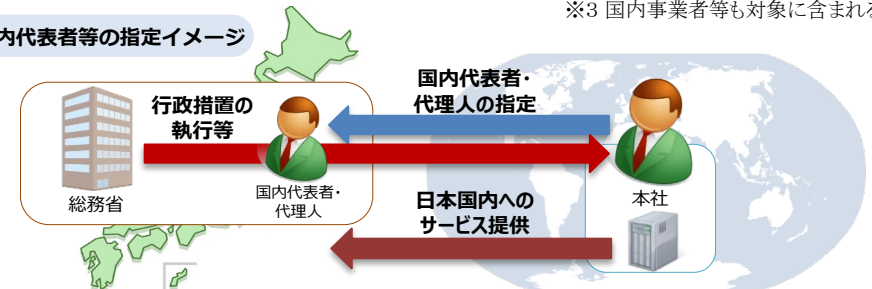 ※3 国内事業者等も対象に含まれる
内代表者等の指定イメージ
国内代表者・
代理人の指定
行政措置の
執行等
総務省
国内代表者・
代理人
本社
日本国内への
サービス提供